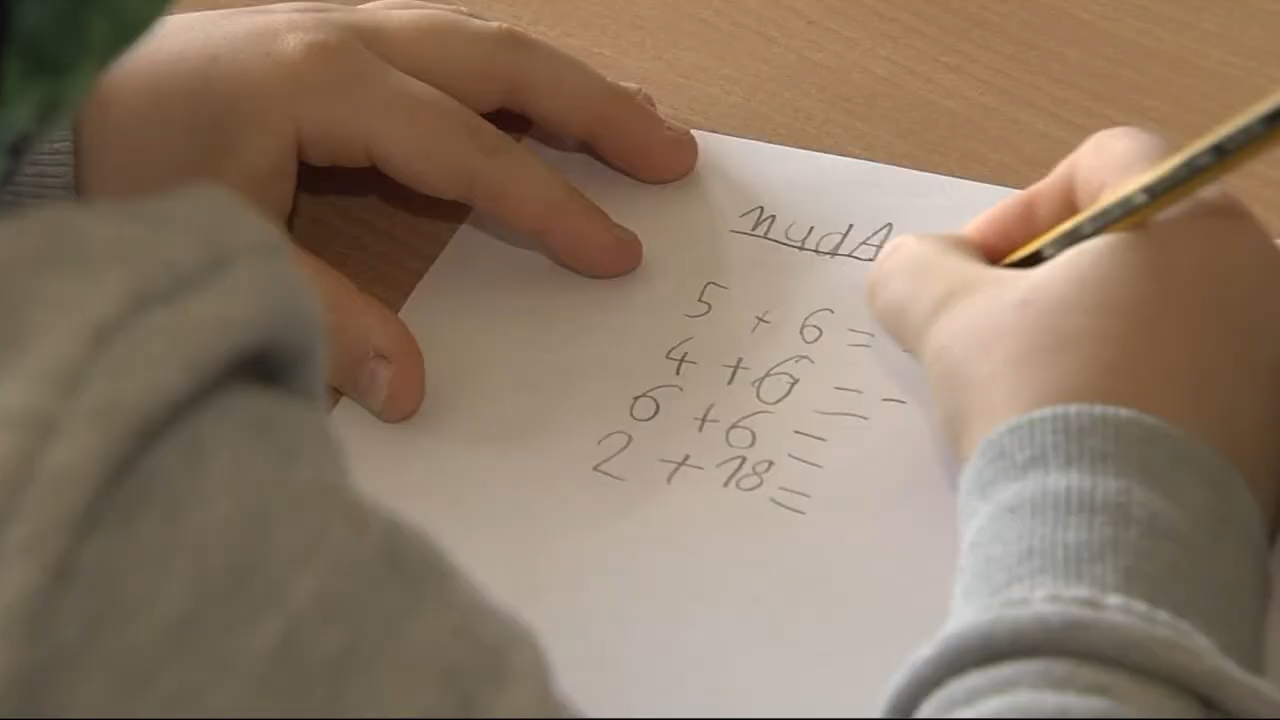 nudA
5 + 6 = -
4 + 6 = -
6 + 6 =
2 + 18 =